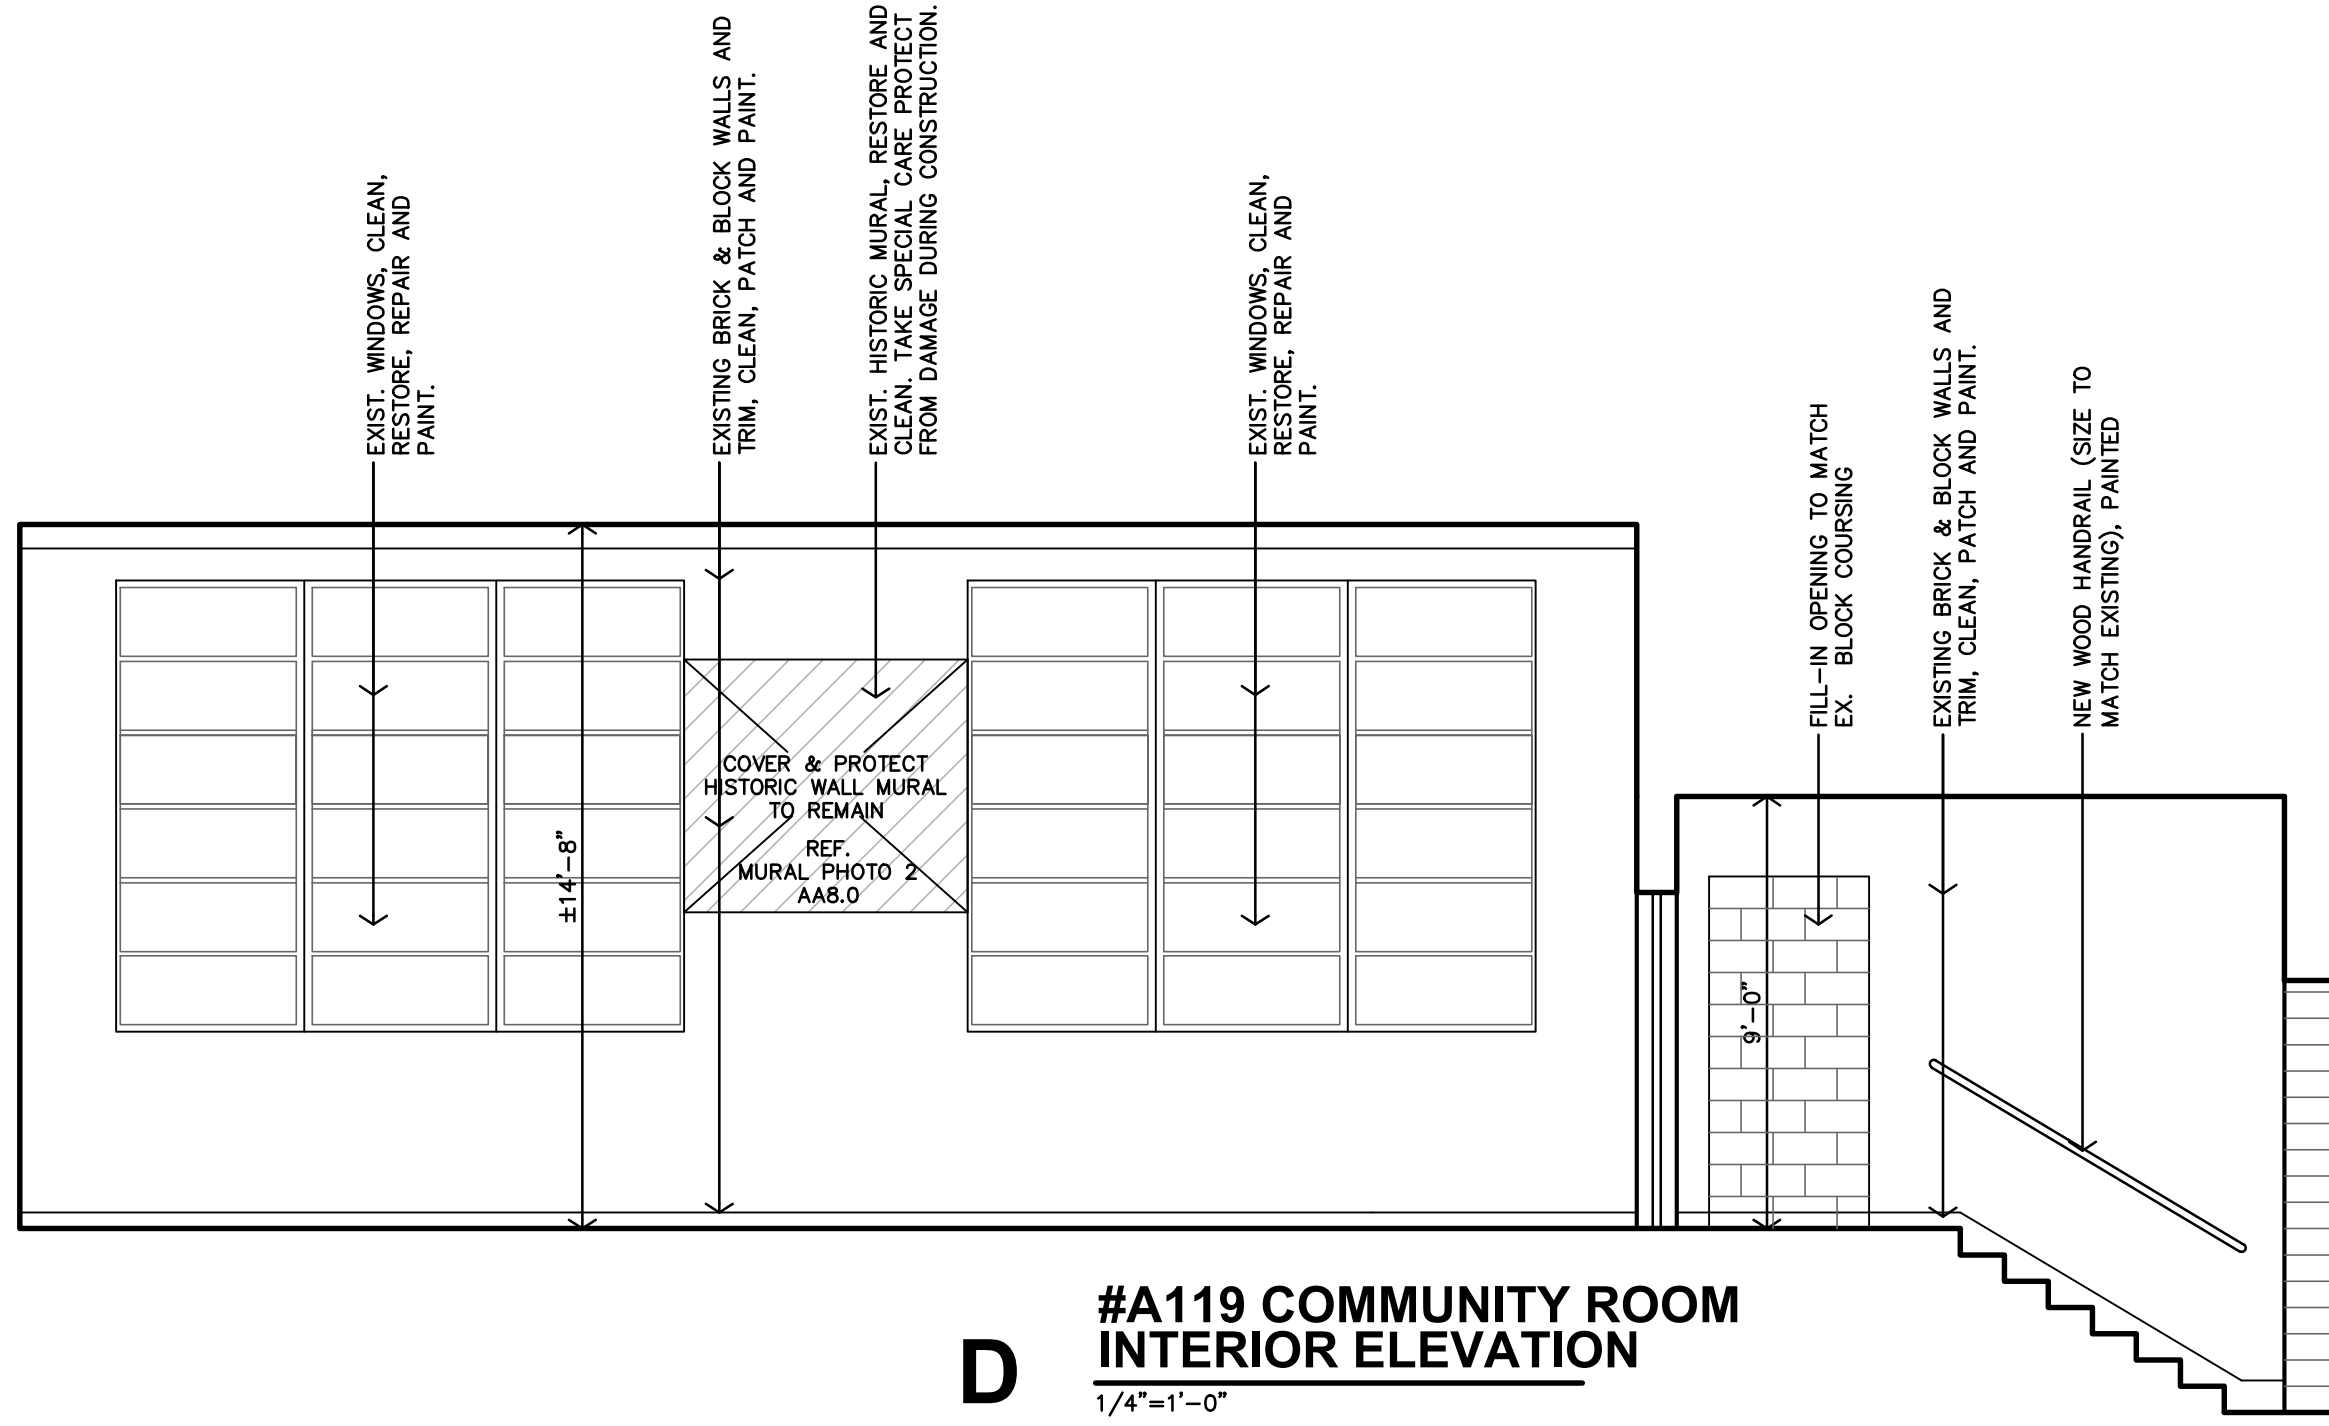 EXIST. WINDOWS, CLEAN,
RESTORE, REPAIR AND
PAINT.
EXISTING BRICK & BLOCK WALLS AND
TRIM, CLEAN, PATCH AND PAINT.
EXIST. HISTORIC MURAL, RESTORE AND
CLEAN. TAKE SPECIAL CARE PROTECT
FROM DAMAGE DURING CONSTRUCTION.
EXIST. WINDOWS, CLEAN,
RESTORE, REPAIR AND
PAINT.
FILL-IN OPENING TO MATCH
EX. BLOCK COURSING
EXISTING BRICK & BLOCK WALLS AND
TRIM, CLEAN, PATCH AND PAINT.
NEW WOOD HANDRAIL (SIZE TO
MATCH EXISTING), PAINTED
±14'-8"
COVER & PROTECT
HISTORIC WALL MURAL
TO REMAIN
REF.
MURAL PHOTO 2
AA8.0
9'-0"
D
#A119 COMMUNITY ROOM
INTERIOR ELEVATION
1/4"=1'-0"